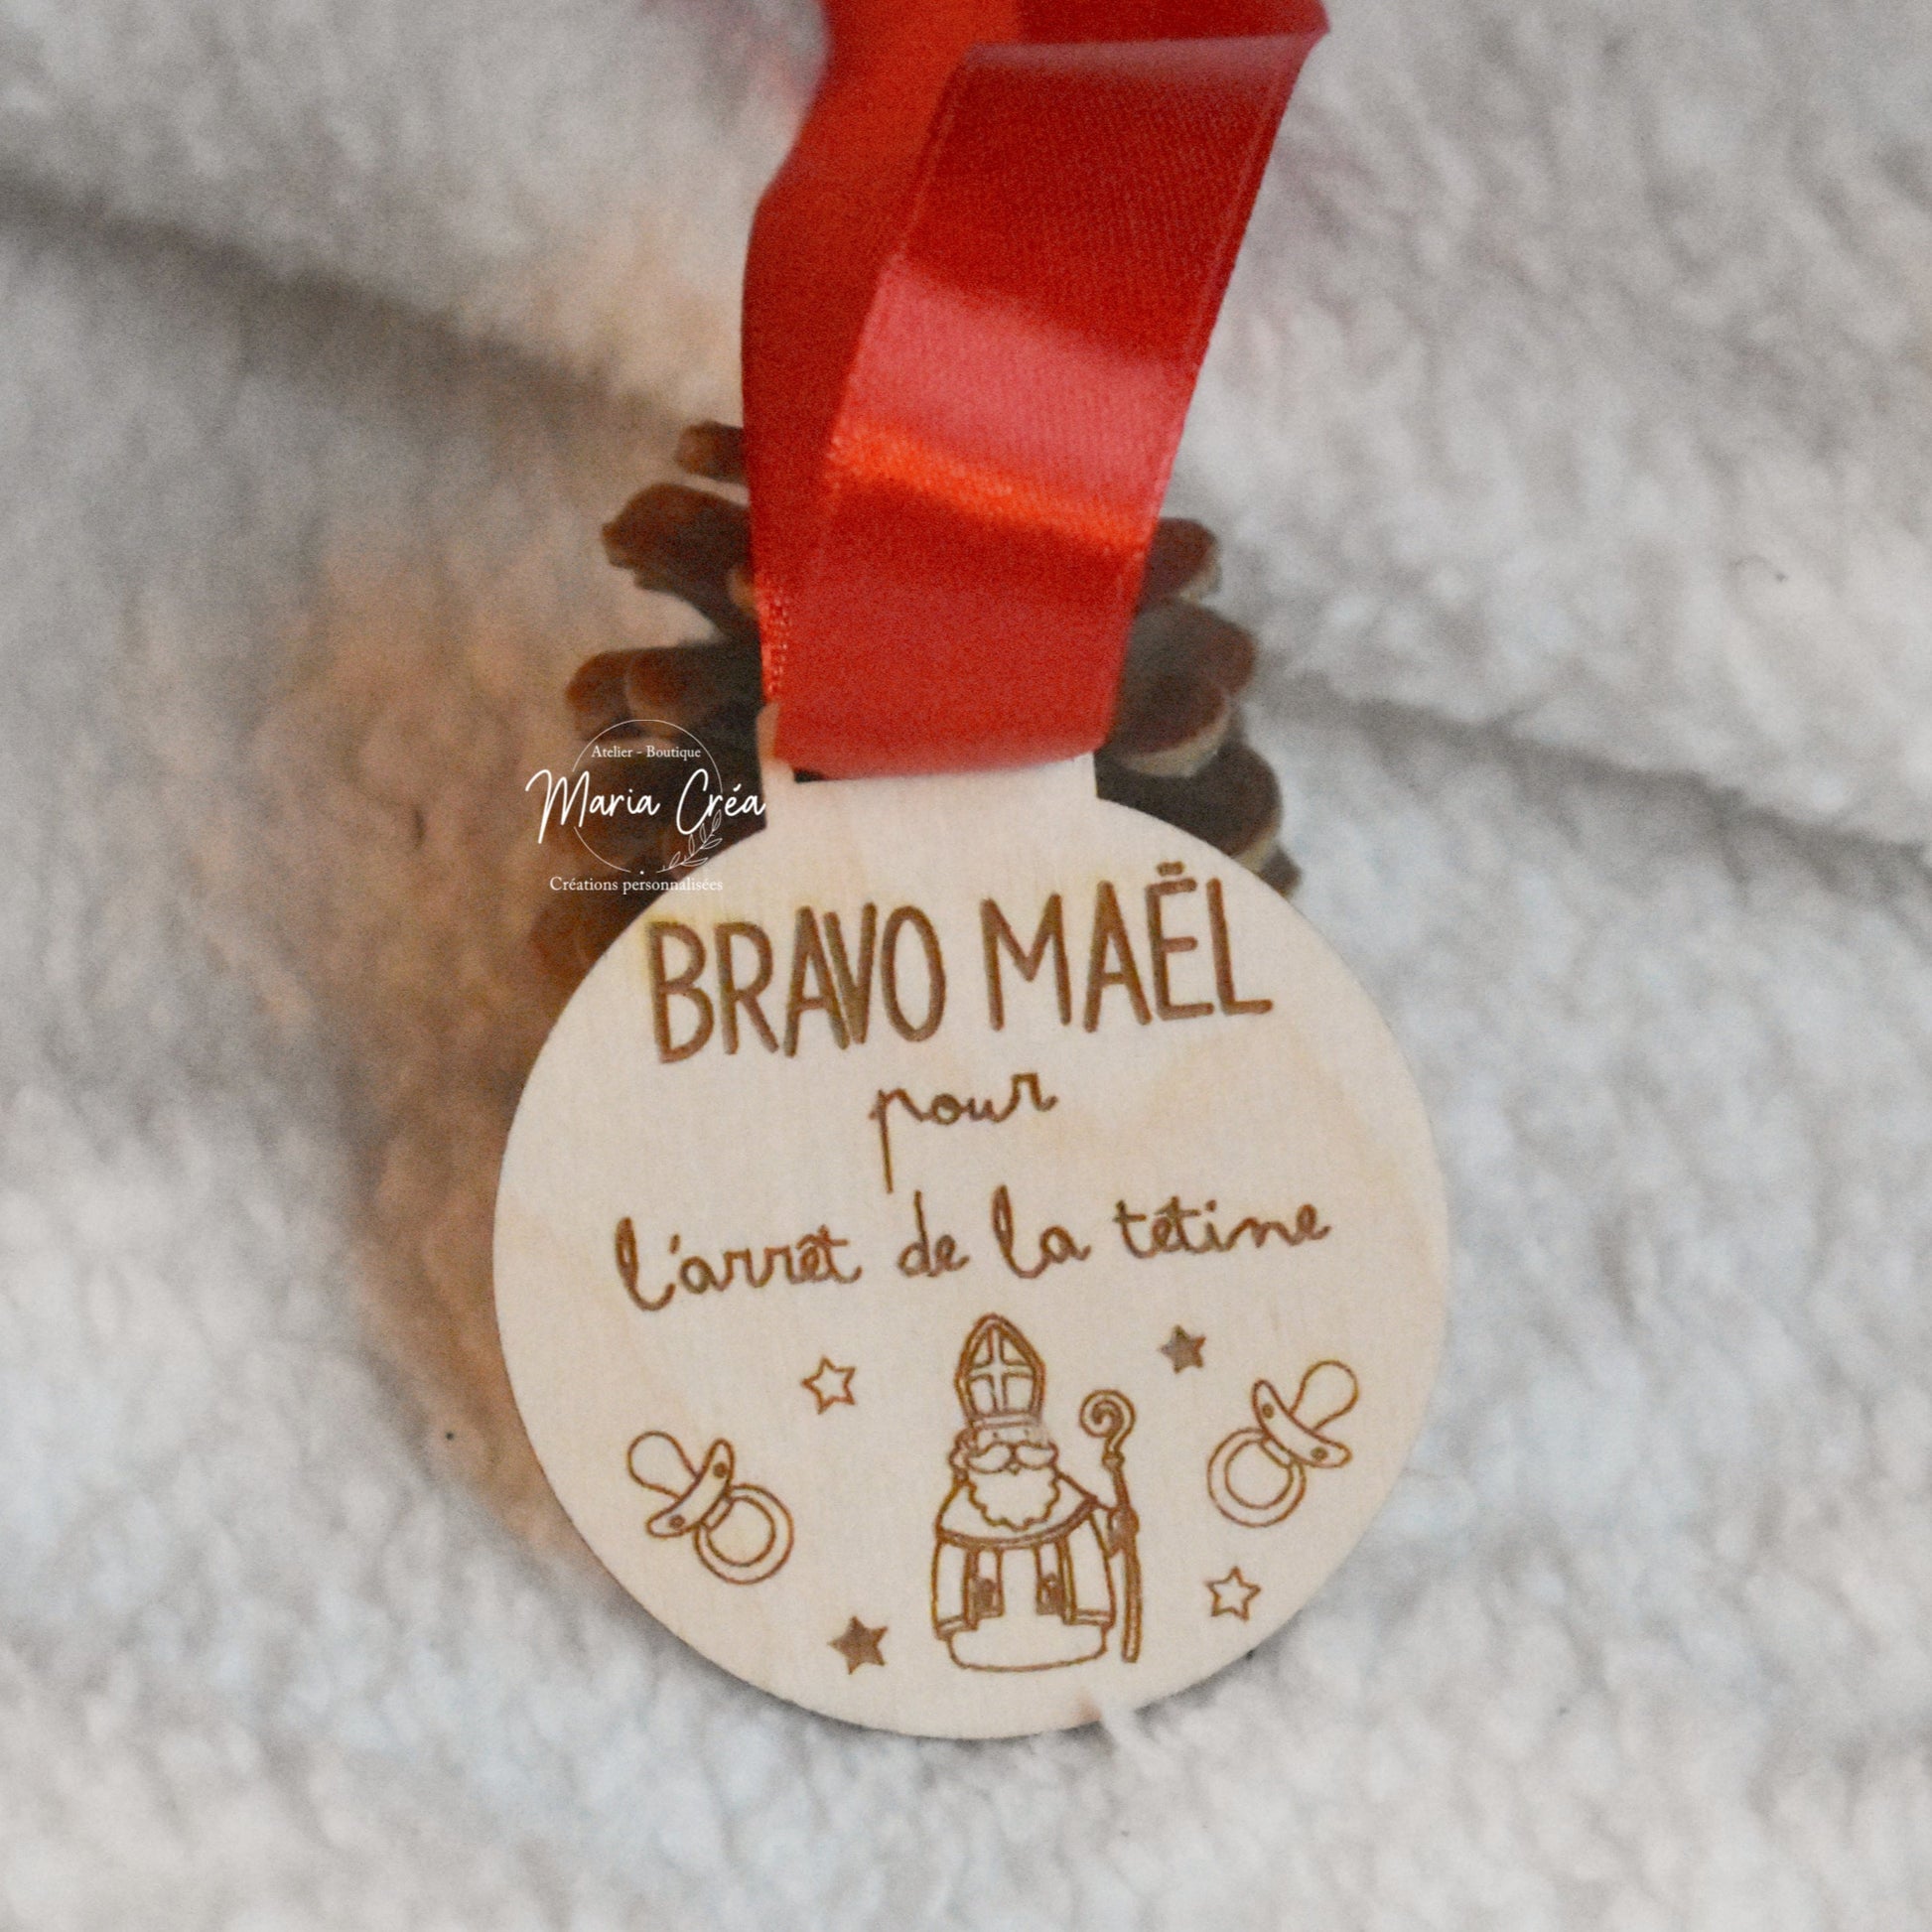 Atelier - Boutique
Maria Créa
Créations personnalisées
BRAVO MAËL
pour
l'arrêt de la tétine